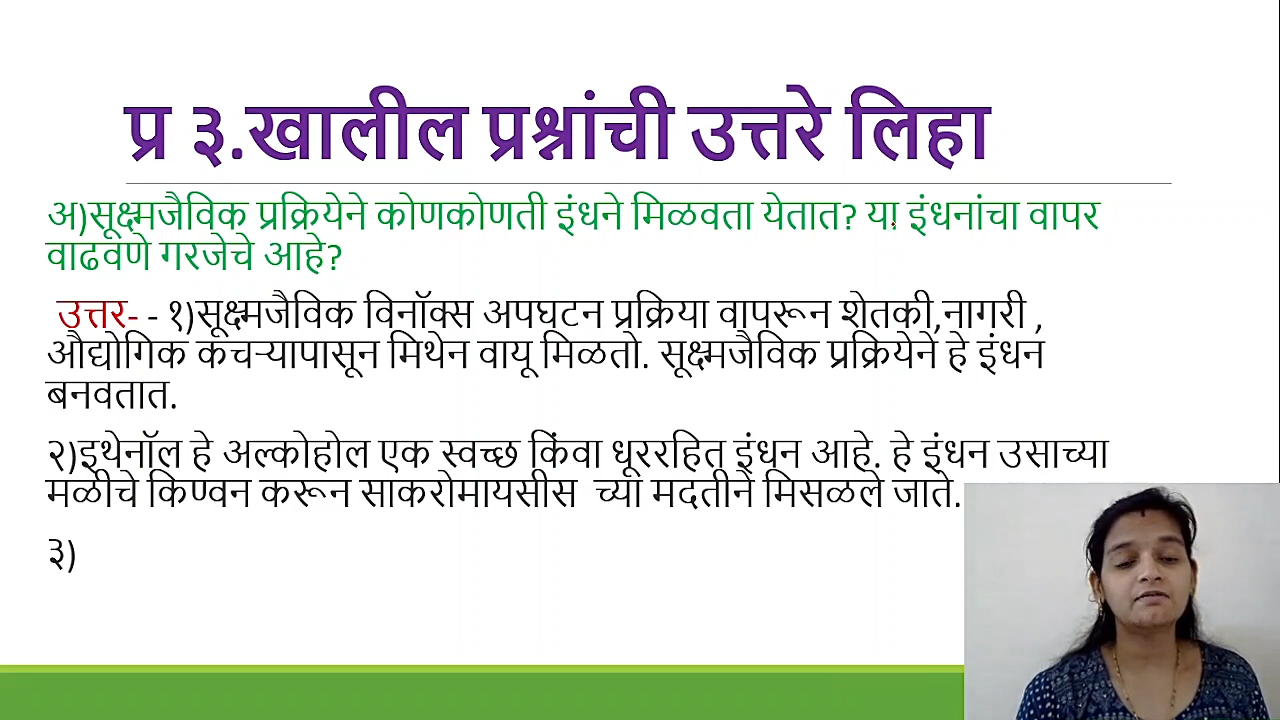 प्र ३.खालील प्रश्नांची उत्तरे लिहा
अ)सूक्ष्मजैविक प्रक्रियेने कोणकोणती इंधने मिळवता येतात? या इंधनांचा वापर
वाढवणे गरजेचे आहे?
उत्तर- - १)सूक्ष्मजैविक विनॉक्स अपघटन प्रक्रिया वापरून शेतकी,नागरी ,
औद्योगिक कचऱ्यापासून मिथेन वायू मिळतो. सूक्ष्मजैविक प्रक्रियेने हे इंधन
बनवतात.
२)इथेनॉल हे अल्कोहोल एक स्वच्छ किंवा धूररहित इंधन आहे. हे इंधन उसाच्या
मळीचे किण्वन करून साकरोमायसीस च्या मदतीने मिसळले जाते.
३)